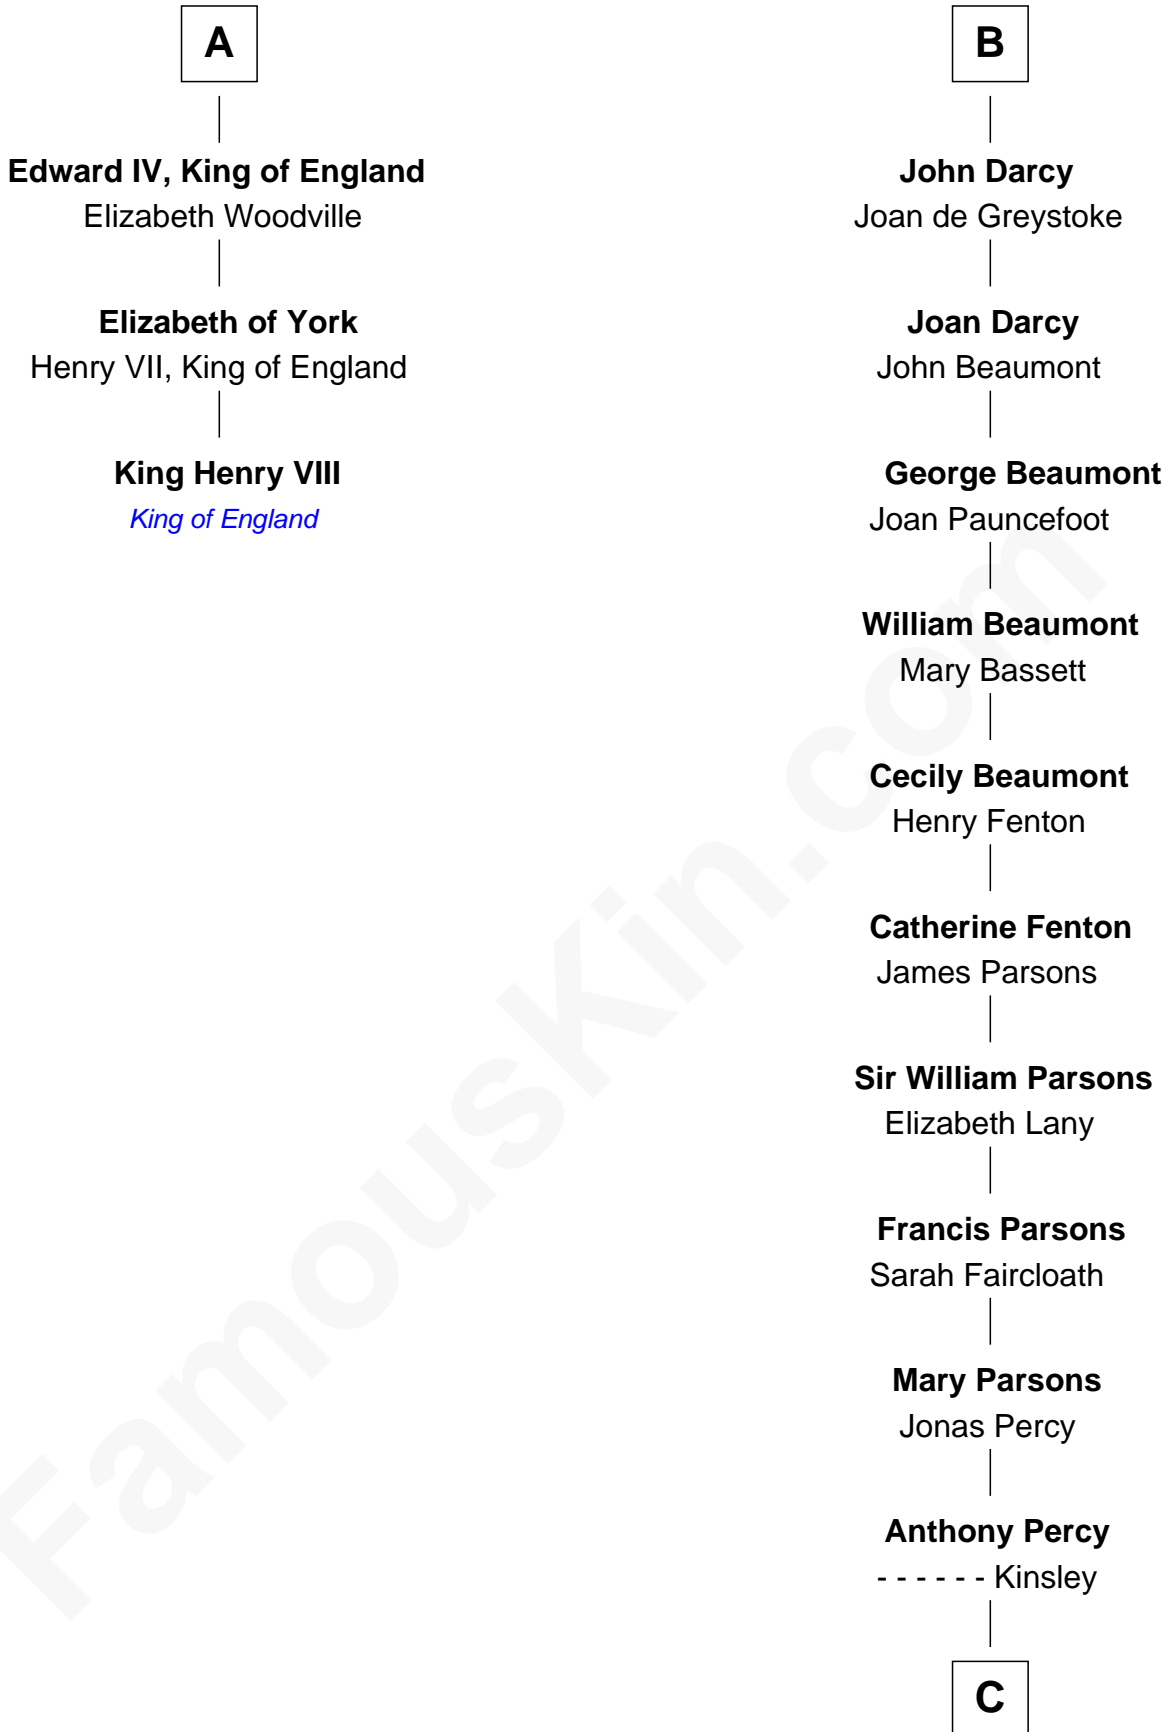 A
Edward IV, King of England
Elizabeth Woodville
Elizabeth of York
Henry VII, King of England
King Henry VIII
King of England
B
John Darcy
Joan de Greystoke
Joan Darcy
John Beaumont
George Beaumont
Joan Pauncefoot
William Beaumont
Mary Bassett
Cecily Beaumont
Henry Fenton
Catherine Fenton
James Parsons
Sir William Parsons
Elizabeth Lany
Francis Parsons
Sarah Faircloath
Mary Parsons
Jonas Percy
Anthony Percy
- - - - - - Kinsley
C
FamousKin.com